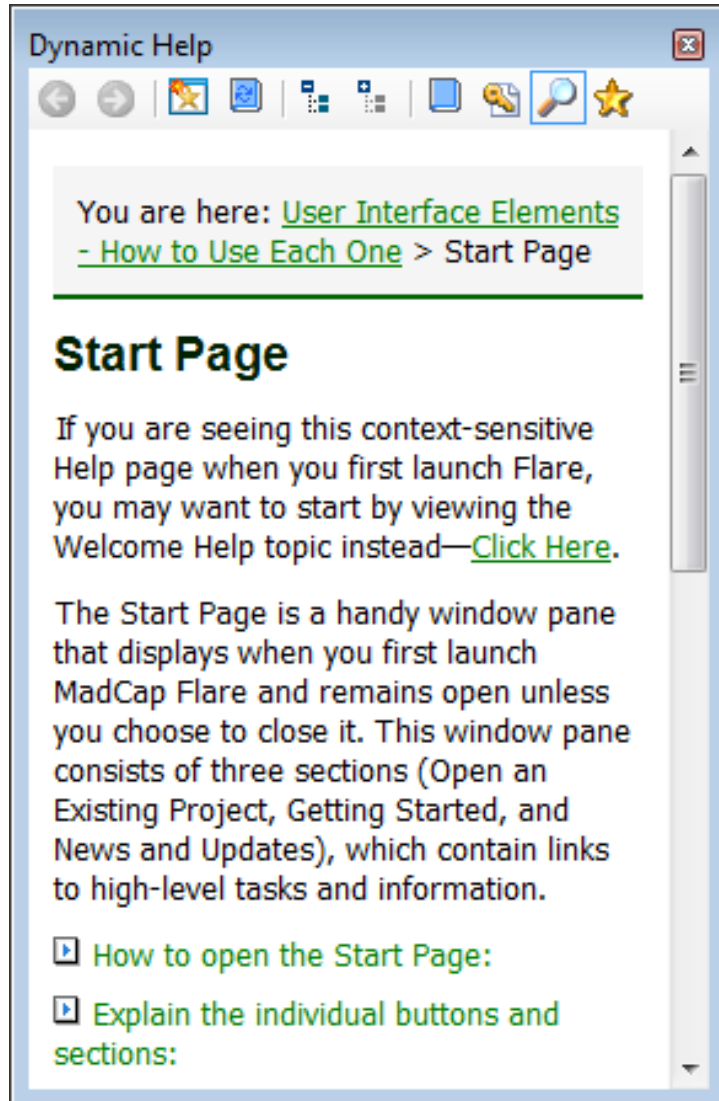 Dynamic Help
You are here: User Interface Elements
- How to Use Each One > Start Page
Start Page
If you are seeing this context-sensitive
Help page when you first launch Flare,
you may want to start by viewing the
Welcome Help topic instead—Click Here.
The Start Page is a handy window pane
that displays when you first launch
MadCap Flare and remains open unless
you choose to close it. This window pane
consists of three sections (Open an
Existing Project, Getting Started, and
News and Updates), which contain links
to high-level tasks and information.
How to open the Start Page:
Explain the individual buttons and
sections: